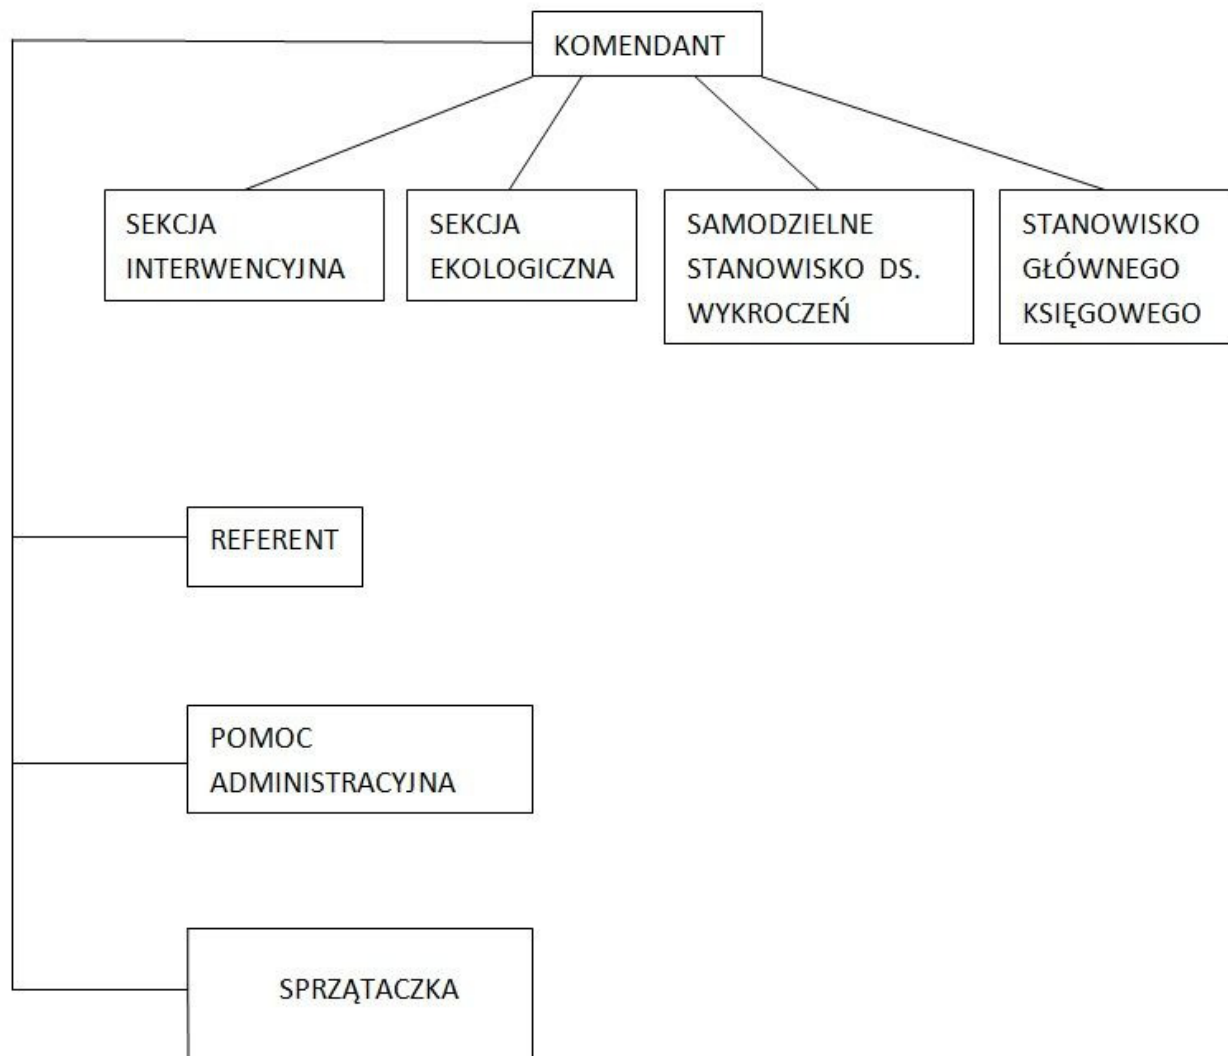 KOMENDANT
SEKCJA
INTERWENCYJNA
SEKCJA
EKOLOGICZNA
SAMODZIELNE
STANOWISKO DS.
WYKROCZEŃ
STANOWISKO
GŁÓWNEGO
KSIĘGOWEGO
REFERENT
POMOC
ADMINISTRACYJNA
SPRZĄTACZKA